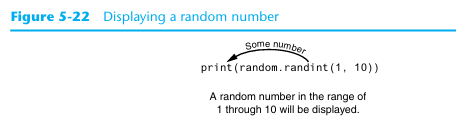 Figure 5-22 Displaying a random number
Some number
print(random.randint(1, 10))
A random number in the range of
1 through 10 will be displayed.